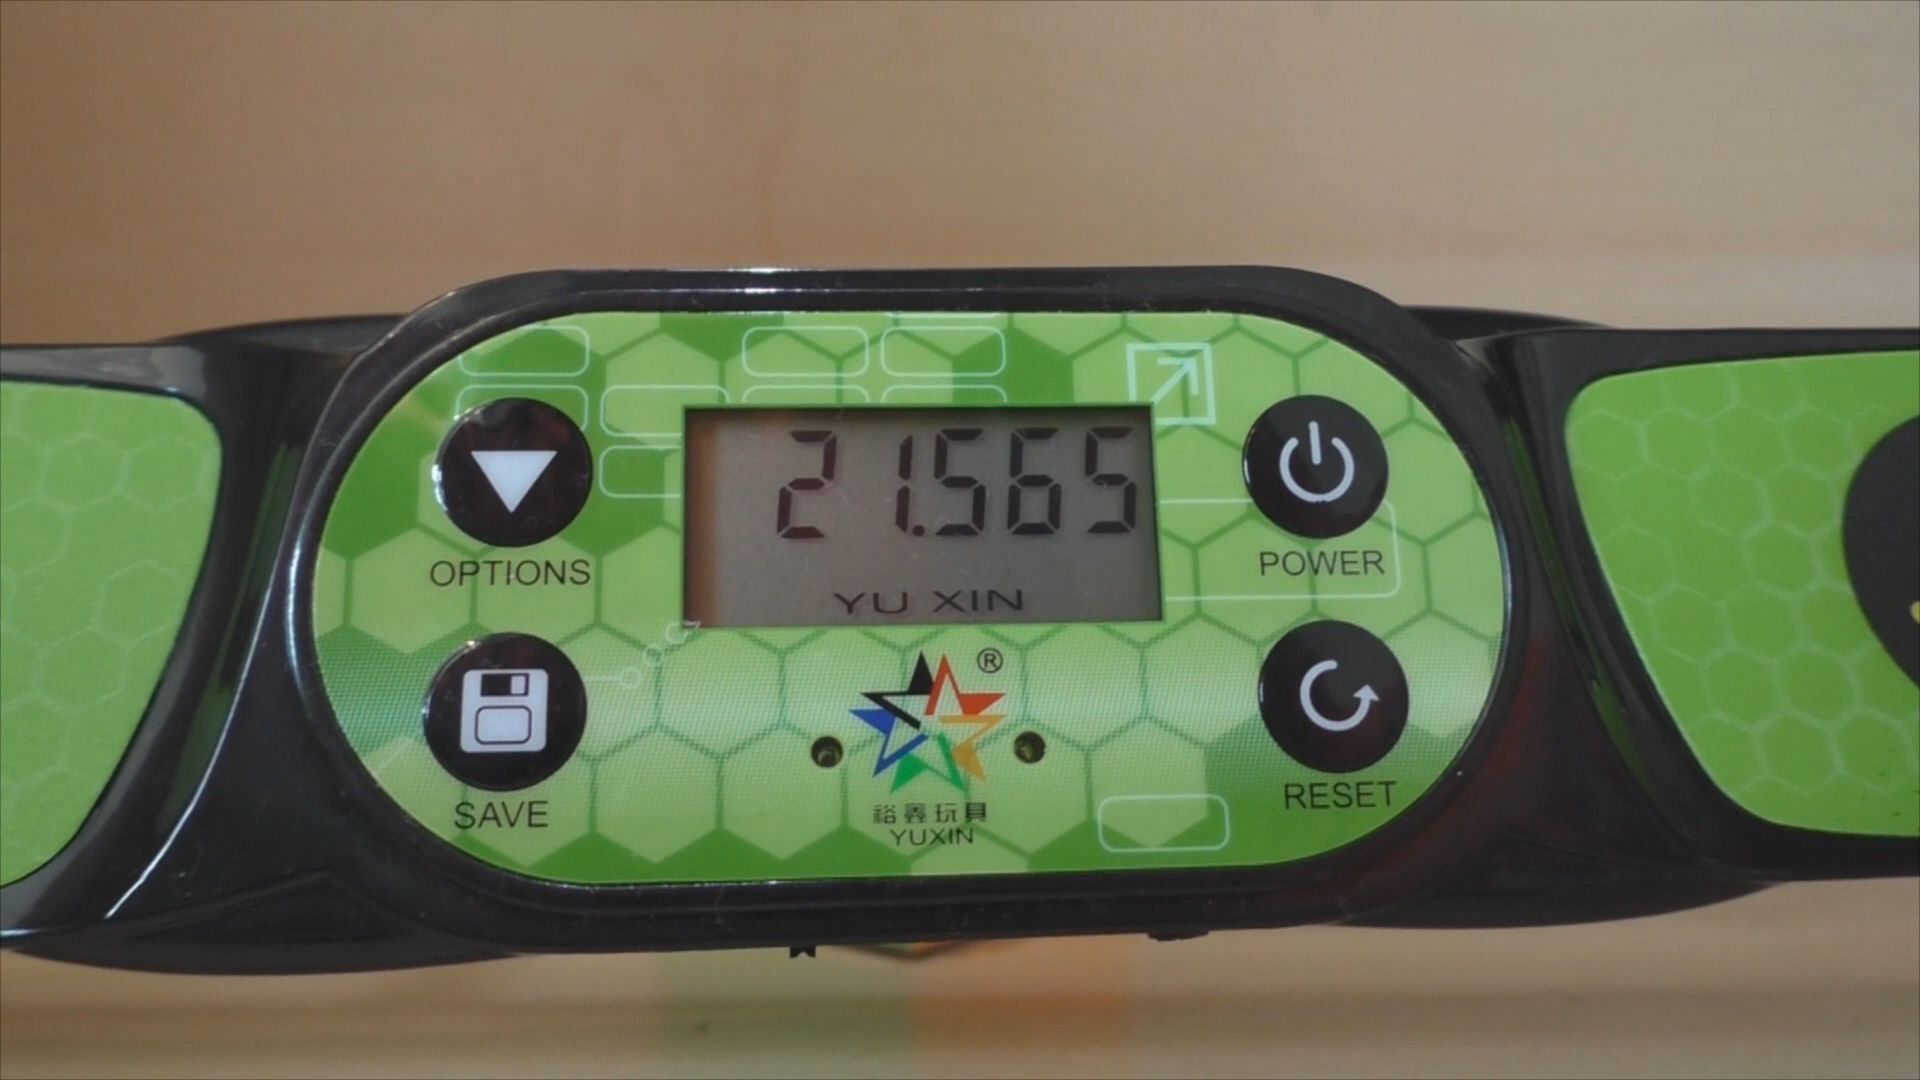 21.565
YU XIN
OPTIONS
POWER
SAVE
RESET
®
裕鑫玩具
YUXIN